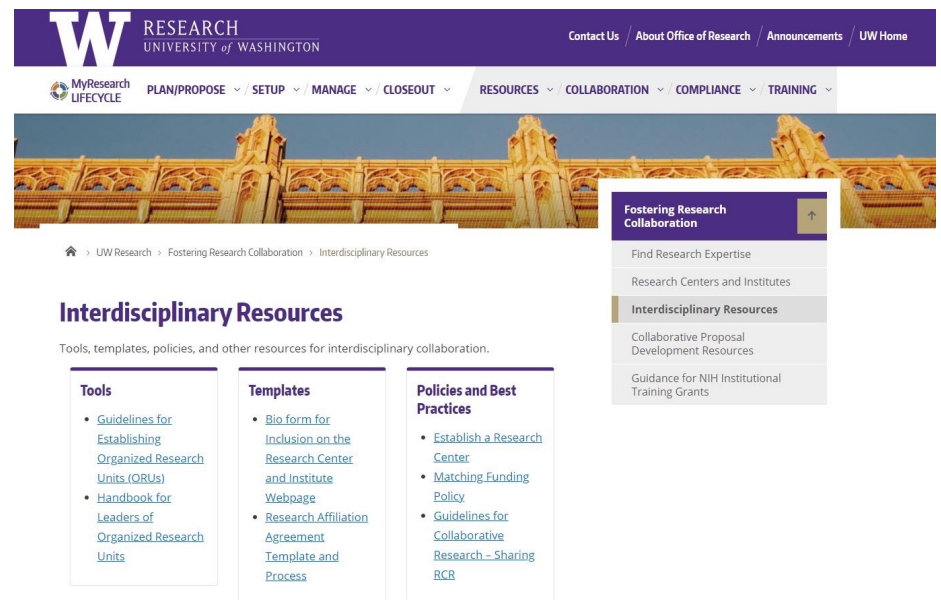 W
RESEARCH
UNIVERSITY of WASHINGTON
Contact Us / About Office of Research / Announcements / UW Home
MyResearch
LIFECYCLE
PLAN/PROPOSE / SETUP / MANAGE / CLOSEOUT
RESOURCES / COLLABORATION / COMPLIANCE / TRAINING
Fostering Research
Collaboration
Find Research Expertise
Research Centers and Institutes
Interdisciplinary Resources
Collaborative Proposal
Development Resources
Guidance for NIH Institutional
Training Grants
> UW Research > Fostering Research Collaboration > Interdisciplinary Resources
Interdisciplinary Resources
Tools, templates, policies, and other resources for interdisciplinary collaboration.
Tools
• Guidelines for
Establishing
Organized Research
Units (ORUs)
• Handbook for
Leaders of
Organized Research
Units
Templates
• Bio form for
Inclusion on the
Research Center
and Institute
Webpage
• Research Affiliation
Agreement
Template and
Process
Policies and Best
Practices
• Establish a Research
Center
• Matching Funding
Policy
• Guidelines for
Collaborative
Research – Sharing
RCR